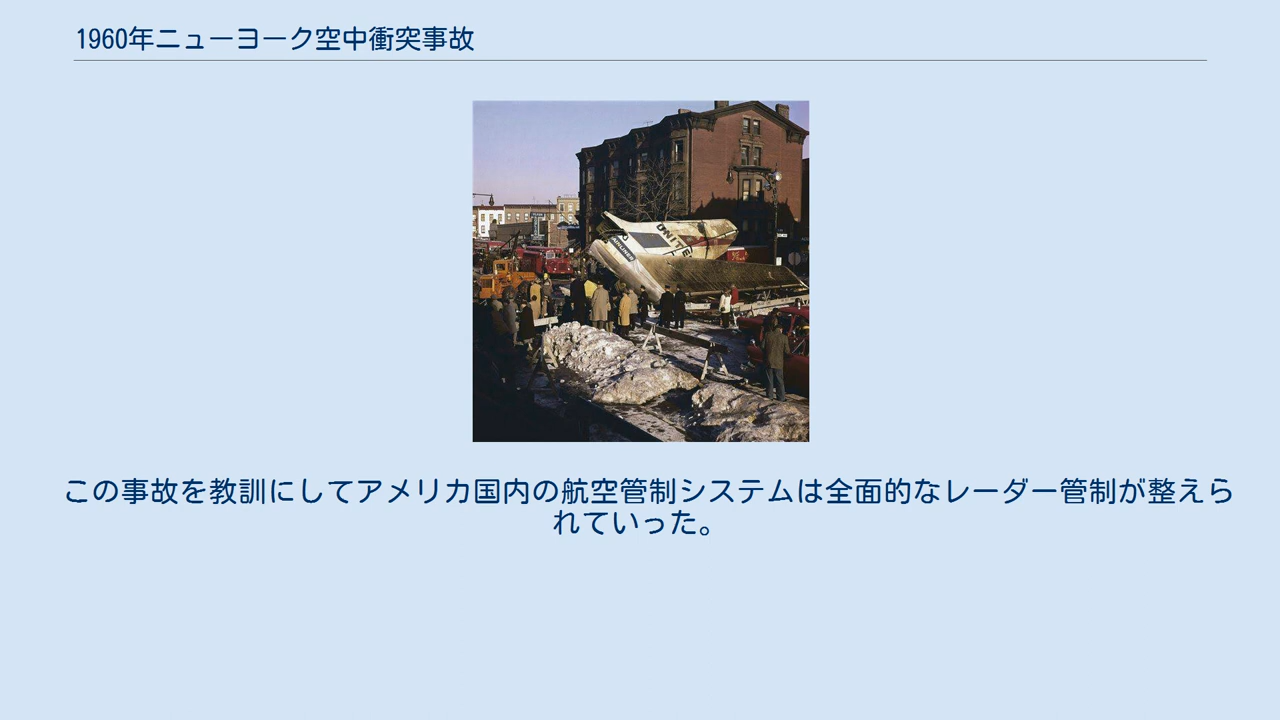 1960年ニューヨーク空中衝突事故
UNITE
この事故を教訓にしてアメリカ国内の航空管制システムは全面的なレーダー管制が整えら
れていった。